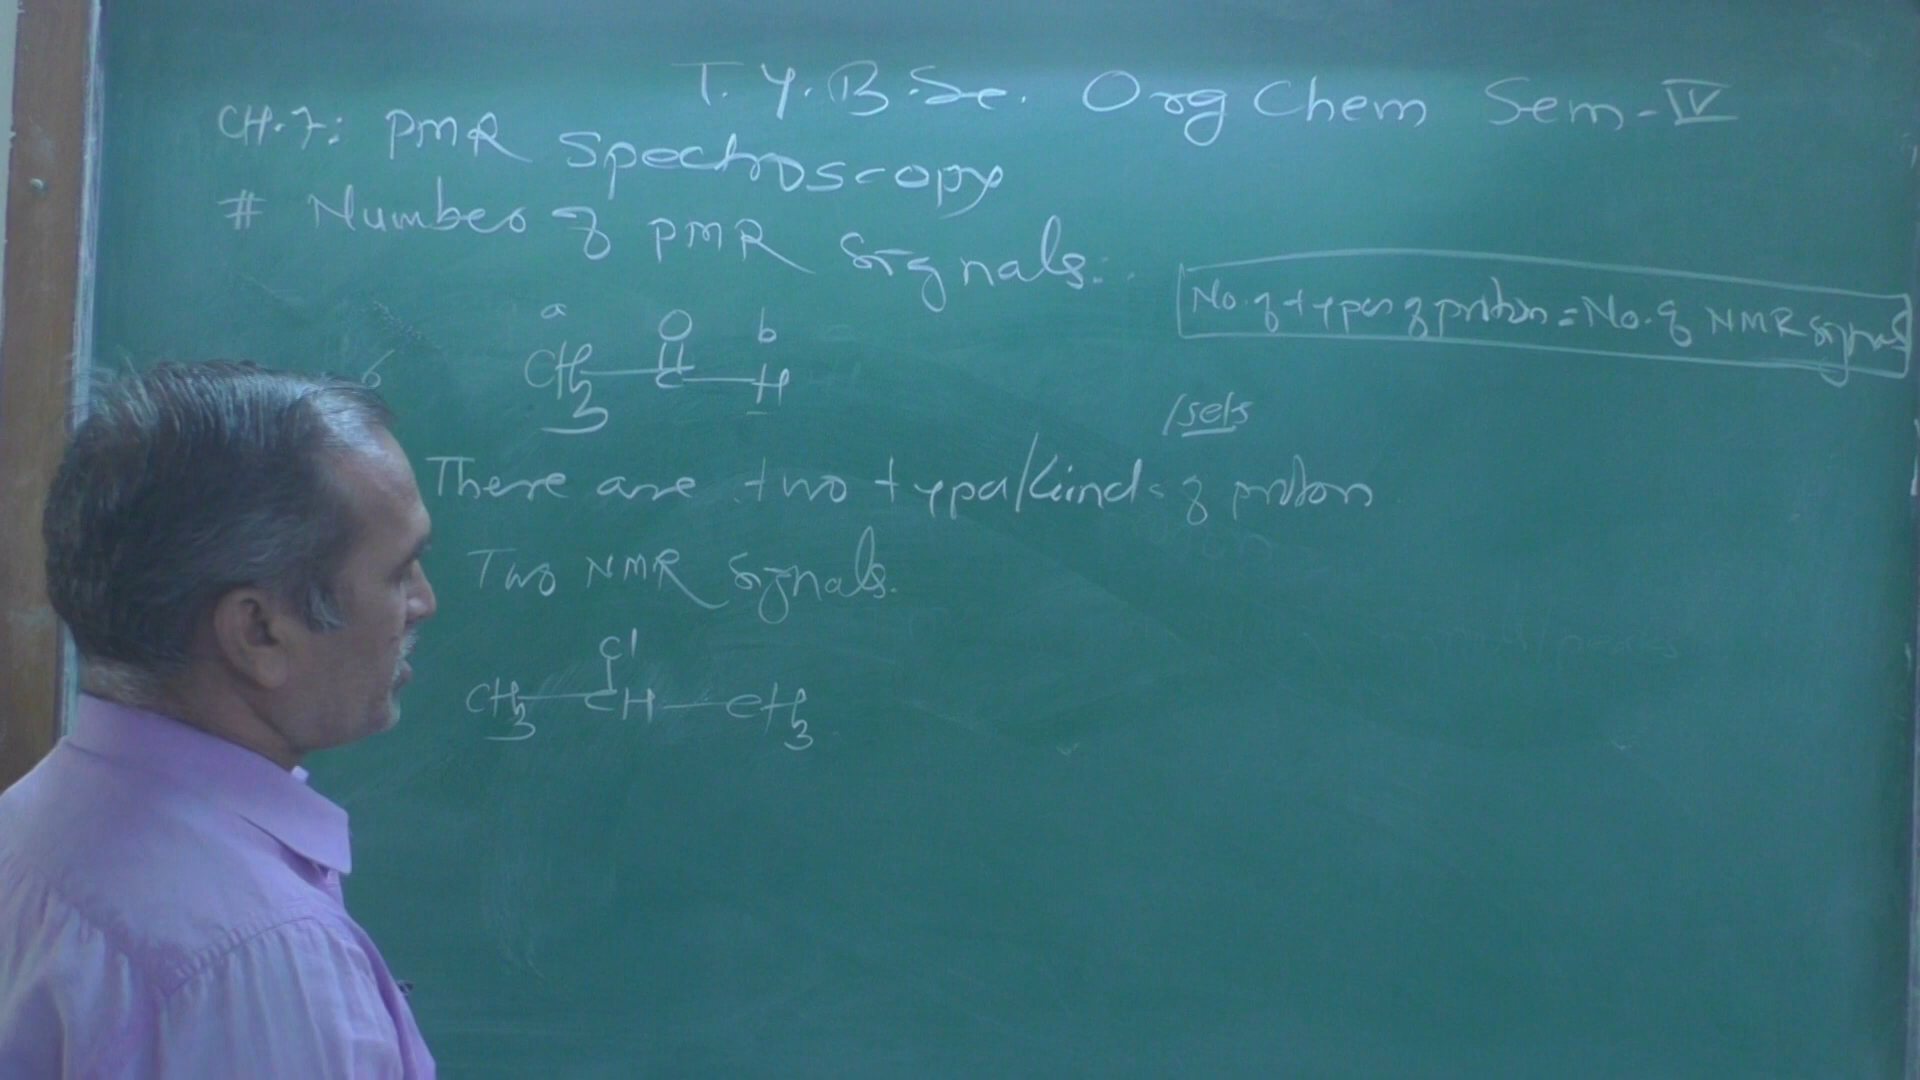 T.Y.B.Sc. Org Chem Sem-IV
CH.7: PMR Spectroscopy
# Number of PMR Signals:
No. of types of proton = No. of NMR signals
a O b
CH3 — C — H
/sets
There are two types/kinds of proton
Two NMR Signals.
Cl
CH3 — CH — CH3